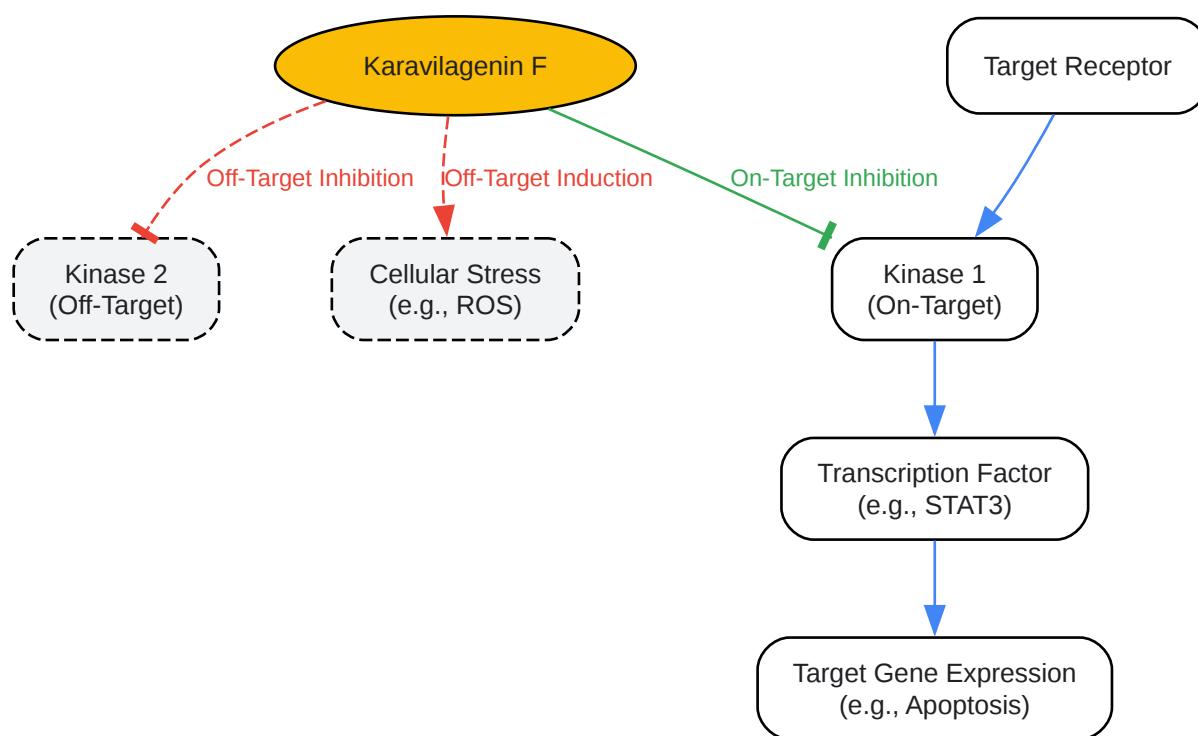 Karavilagenin F
Target Receptor
Off-Target Inhibition
Off-Target Induction
On-Target Inhibition
Kinase 2
(Off-Target)
Cellular Stress
(e.g., ROS)
Kinase 1
(On-Target)
Transcription Factor
(e.g., STAT3)
Target Gene Expression
(e.g., Apoptosis)